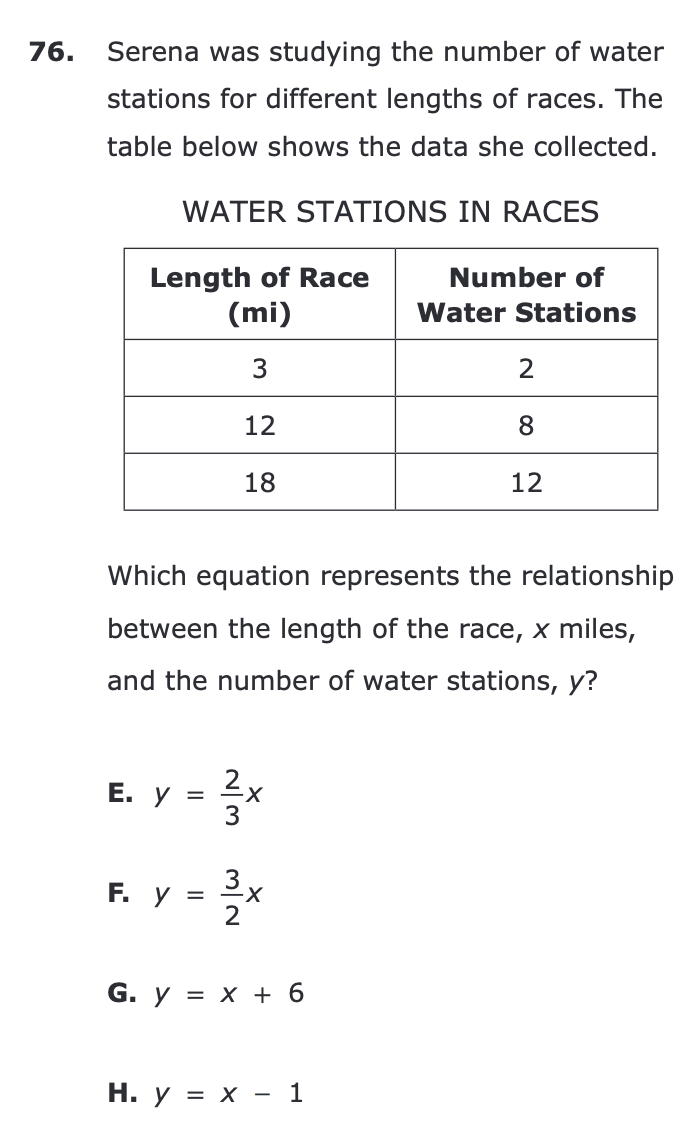 76. Serena was studying the number of water
stations for different lengths of races. The
table below shows the data she collected.
WATER STATIONS IN RACES
Length of Race (mi) | Number of Water Stations
3 | 2
12 | 8
18 | 12
Which equation represents the relationship
between the length of the race, x miles,
and the number of water stations, y?
E. y = 2/3 x
F. y = 3/2 x
G. y = x + 6
H. y = x − 1